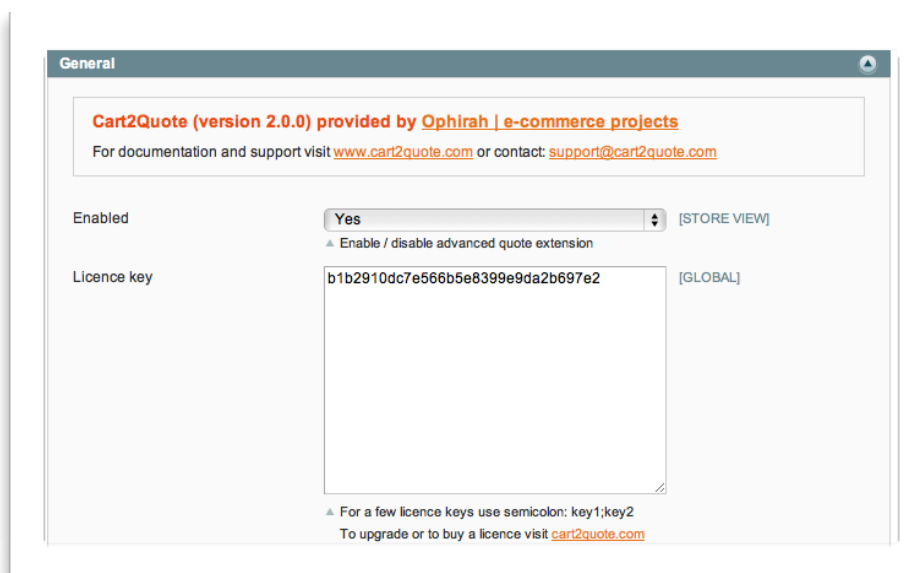 General
Cart2Quote (version 2.0.0) provided by Ophirah | e-commerce projects
For documentation and support visit www.cart2quote.com or contact: support@cart2quote.com
Enabled Yes [STORE VIEW]
Enable / disable advanced quote extension
Licence key b1b2910dc7e566b5e8399e9da2b697e2 [GLOBAL]
For a few licence keys use semicolon: key1;key2
To upgrade or to buy a licence visit cart2quote.com